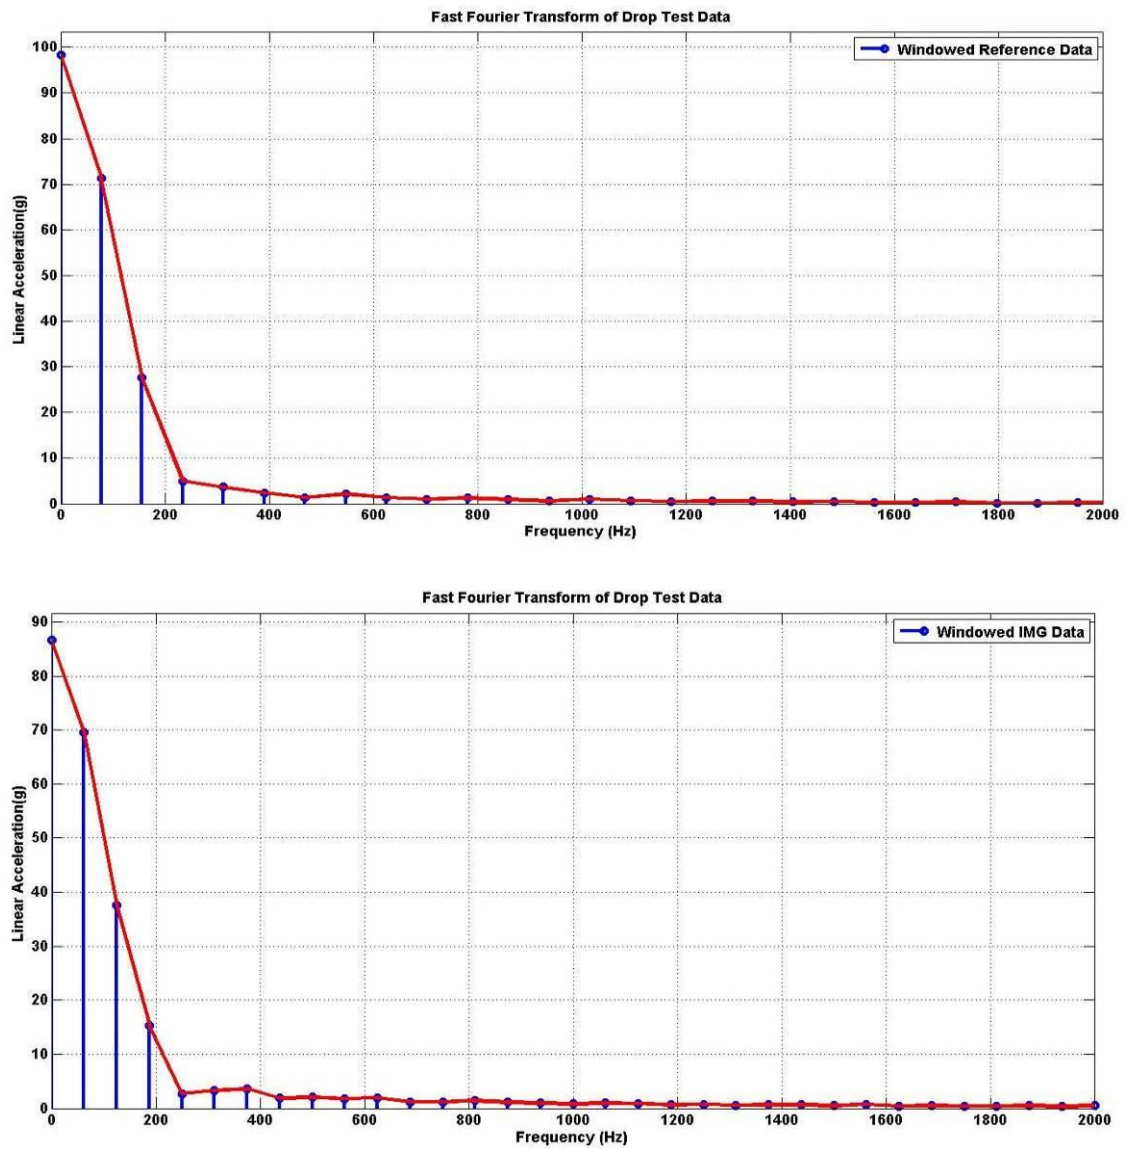 Fast Fourier Transform of Drop Test Data
Windowed Reference Data
100
90
80
70
60
50
40
30
20
10
0
Linear Acceleration(g)
0 200 400 600 800 1000 1200 1400 1600 1800 2000
Frequency (Hz)
Fast Fourier Transform of Drop Test Data
Windowed IMG Data
90
80
70
60
50
40
30
20
10
0
Linear Acceleration(g)
0 200 400 600 800 1000 1200 1400 1600 1800 2000
Frequency (Hz)